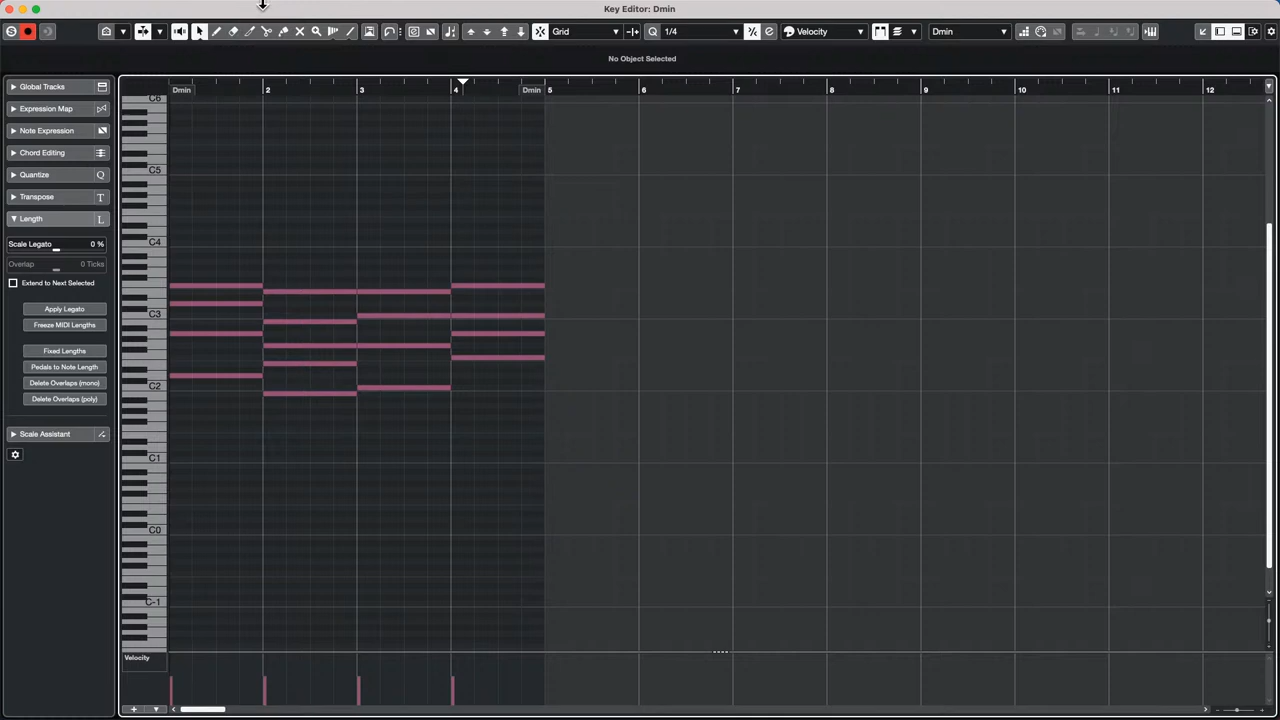 Key Editor: Dmin
Grid
1/4
Velocity
Dmin
No Object Selected
Global Tracks
Expression Map
Note Expression
Chord Editing
Quantize
Q
Transpose
T
Length
L
Scale Legato
0 %
Overlap
0 Ticks
Extend to Next Selected
Apply Legato
Freeze MIDI Lengths
Fixed Lengths
Pedals to Note Length
Delete Overlaps (mono)
Delete Overlaps (poly)
Scale Assistant
Dmin
2
3
4
Dmin
5
6
7
8
9
10
11
12
C6
C5
C4
C3
C2
C1
C0
C-1
Velocity